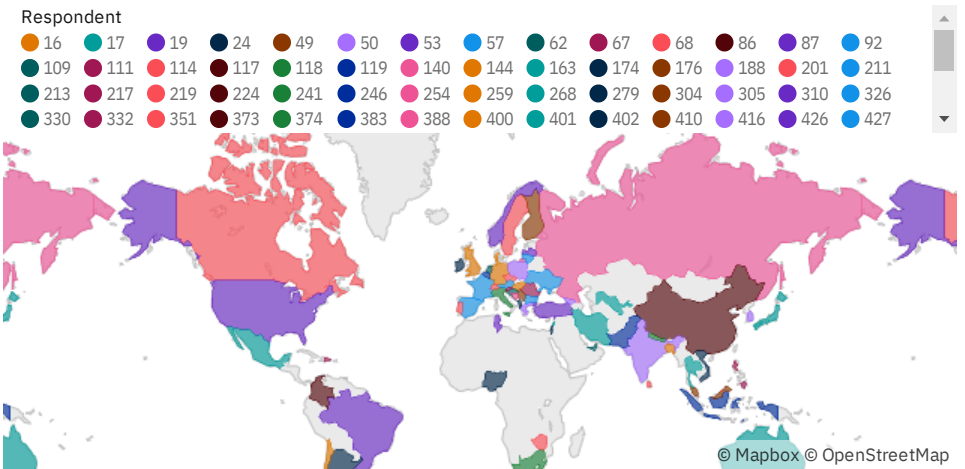 Respondent
16 17 19 24 49 50 53 57 62 67 68 86 87 92
109 111 114 117 118 119 140 144 163 174 176 188 201 211
213 217 219 224 241 246 254 259 268 279 304 305 310 326
330 332 351 373 374 383 388 400 401 402 410 416 426 427
© Mapbox © OpenStreetMap